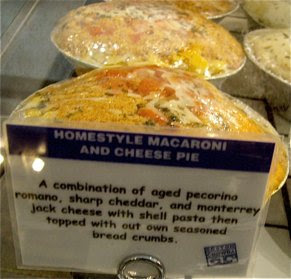 HOMESTYLE MACARONI
AND CHEESE PIE
A combination of aged pecorino
romano, sharp cheddar, and monterrey
jack cheese with shell pasta then
topped with out own seasoned
bread crumbs.